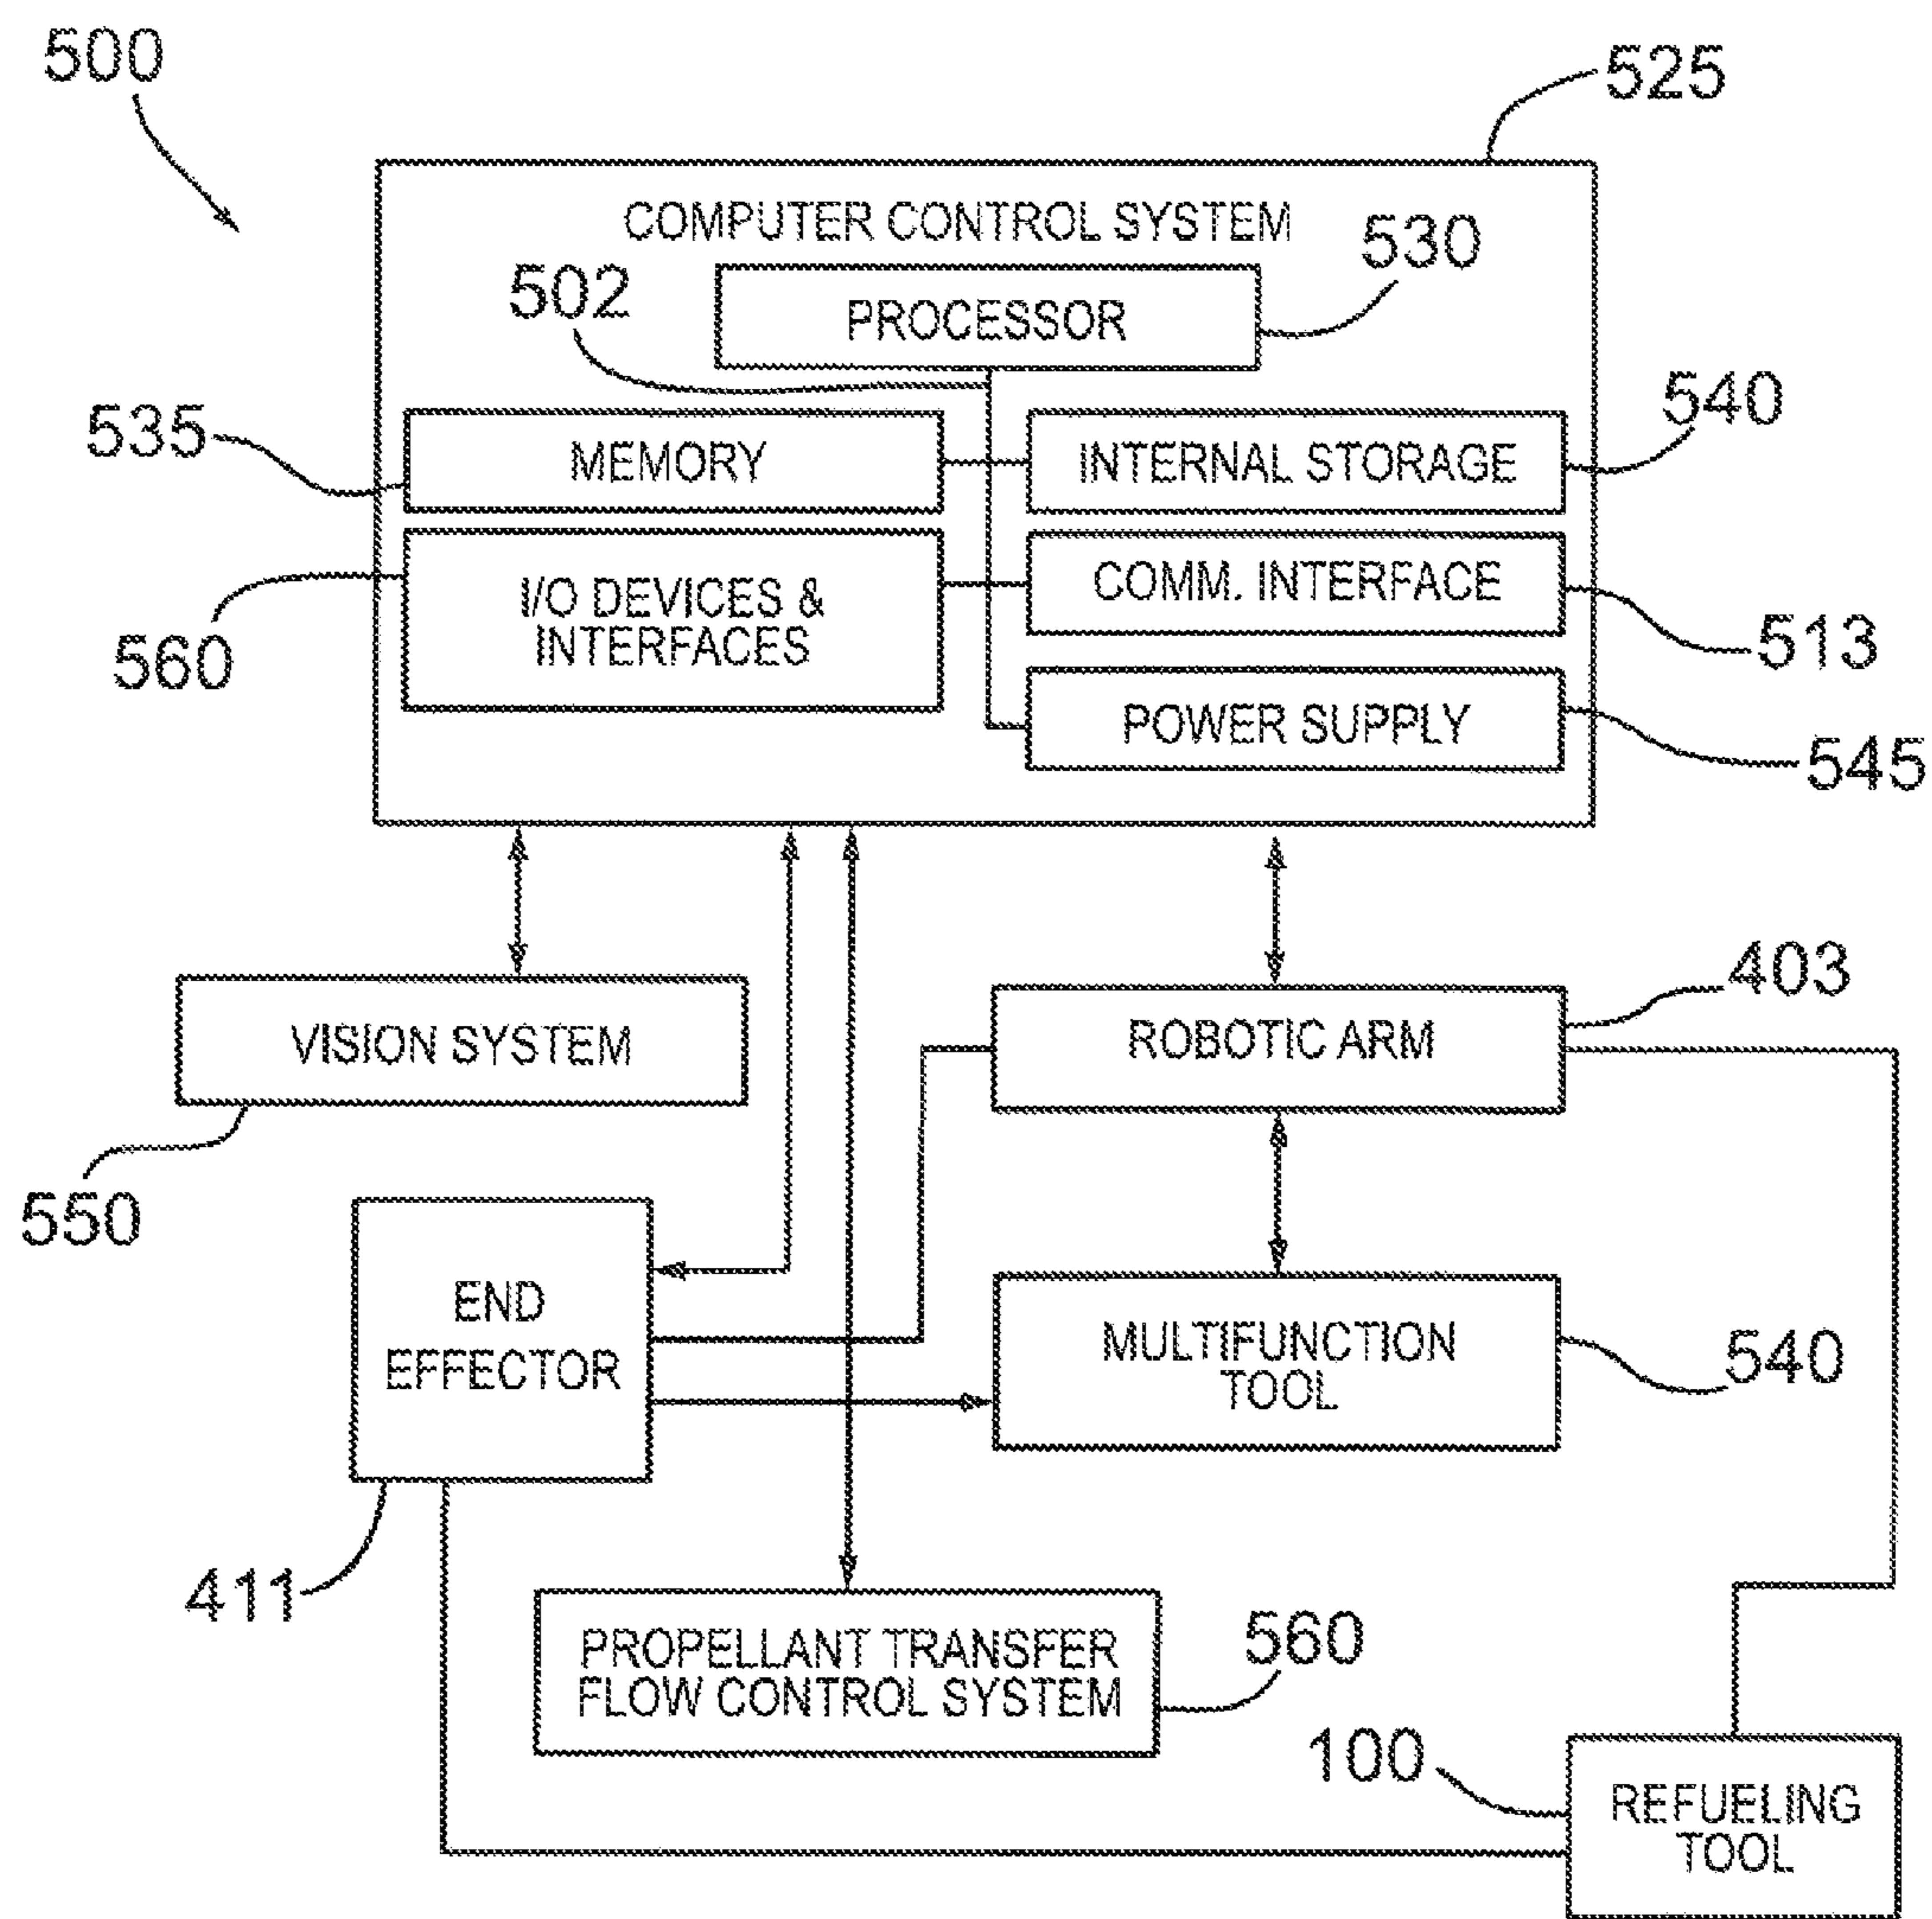 500
525
COMPUTER CONTROL SYSTEM
530
502
PROCESSOR
540
535
MEMORY
INTERNAL STORAGE
I/O DEVICES &
INTERFACES
COMM. INTERFACE
560
513
POWER SUPPLY
545
403
VISION SYSTEM
ROBOTIC ARM
550
END
EFFECTOR
MULTIFUNCTION
TOOL
540
411
PROPELLANT TRANSFER
FLOW CONTROL SYSTEM
560
100
REFUELING
TOOL